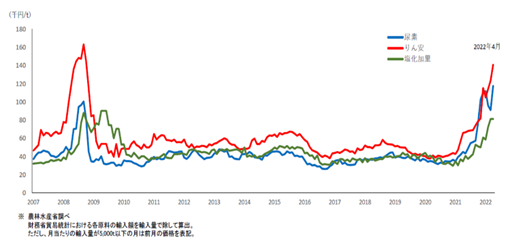 (千円/t)
180
160
140
120
100
80
60
40
20
0
尿素
りん安
塩化加里
2022年4月
2007 2008 2009 2010 2011 2012 2013 2014 2015 2016 2017 2018 2019 2020 2021 2022
※ 農林水産省調べ
財務省貿易統計における各原料の輸入額を輸入量で除して算出。
ただし、月当たりの輸入量が5,000t以下の月は前月の価格を表記。